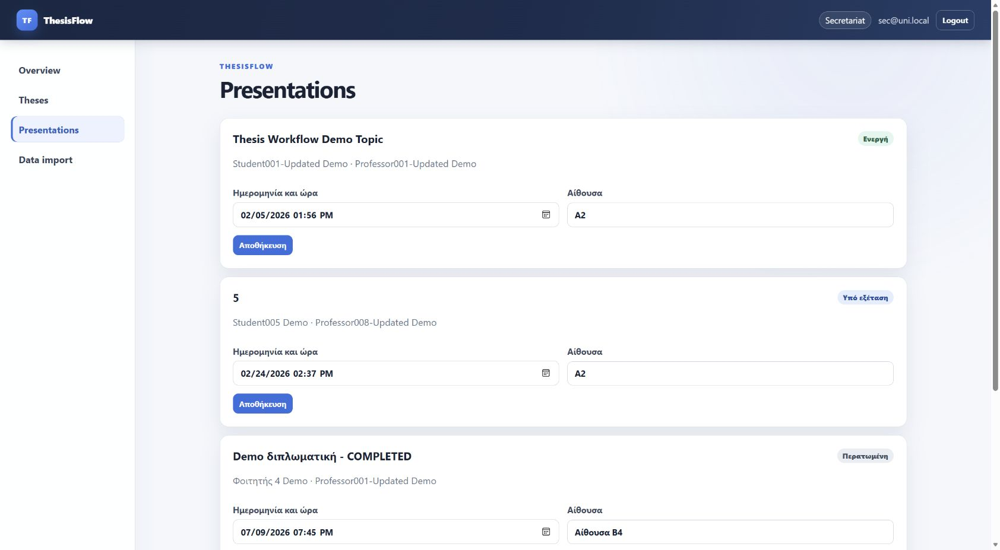 TF ThesisFlow
Secretariat sec@uni.local Logout
Overview
Theses
Presentations
Data import
THESISFLOW
Presentations
Thesis Workflow Demo Topic
Ενεργή
Student001-Updated Demo · Professor001-Updated Demo
Ημερομηνία και ώρα
Αίθουσα
02/05/2026 01:56 PM
A2
Αποθήκευση
5
Υπό εξέταση
Student005 Demo · Professor008-Updated Demo
Ημερομηνία και ώρα
Αίθουσα
02/24/2026 02:37 PM
A2
Αποθήκευση
Demo διπλωματική - COMPLETED
Περατωμένη
Φοιτητής 4 Demo · Professor001-Updated Demo
Ημερομηνία και ώρα
Αίθουσα
07/09/2026 07:45 PM
Αίθουσα Β4